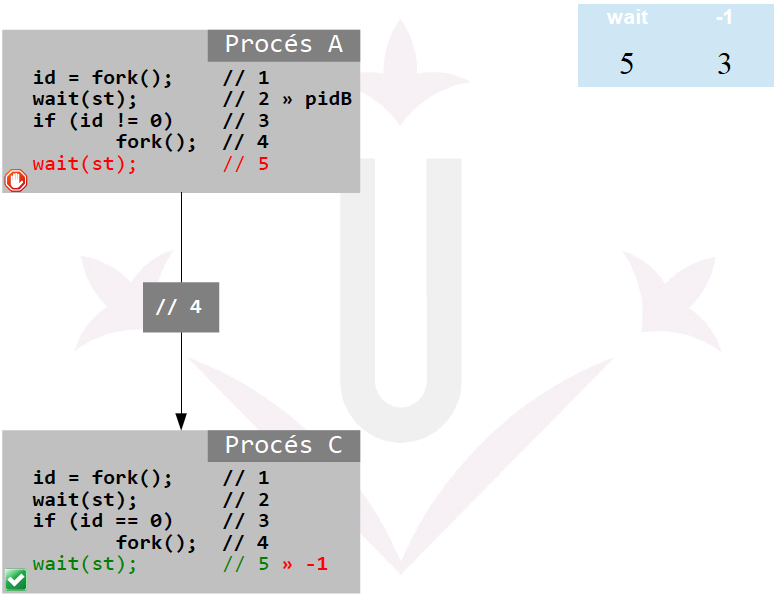 wait -1
5 3
Procés A
id = fork(); // 1
wait(st); // 2 » pidB
if (id != 0) // 3
fork(); // 4
wait(st); // 5
// 4
Procés C
id = fork(); // 1
wait(st); // 2
if (id == 0) // 3
fork(); // 4
wait(st); // 5 » -1